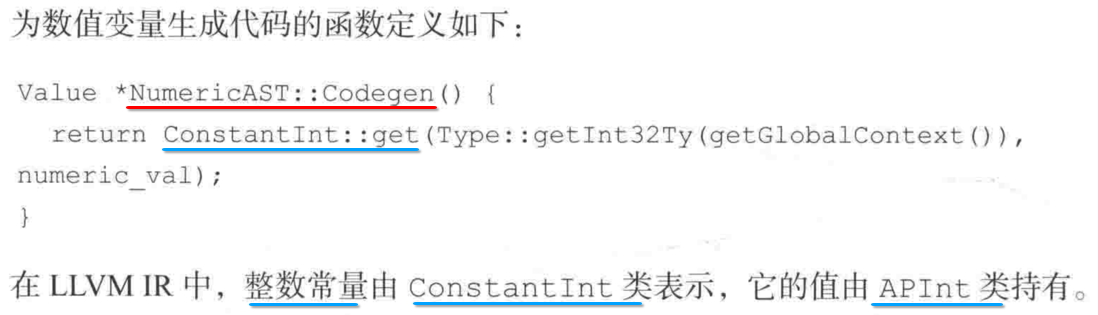 为数值变量生成代码的函数定义如下：
Value *NumericAST::Codegen() {
  return ConstantInt::get(Type::getInt32Ty(getGlobalContext()),
numeric_val);
}
在 LLVM IR 中，整数常量由 ConstantInt 类表示，它的值由 APInt 类持有。